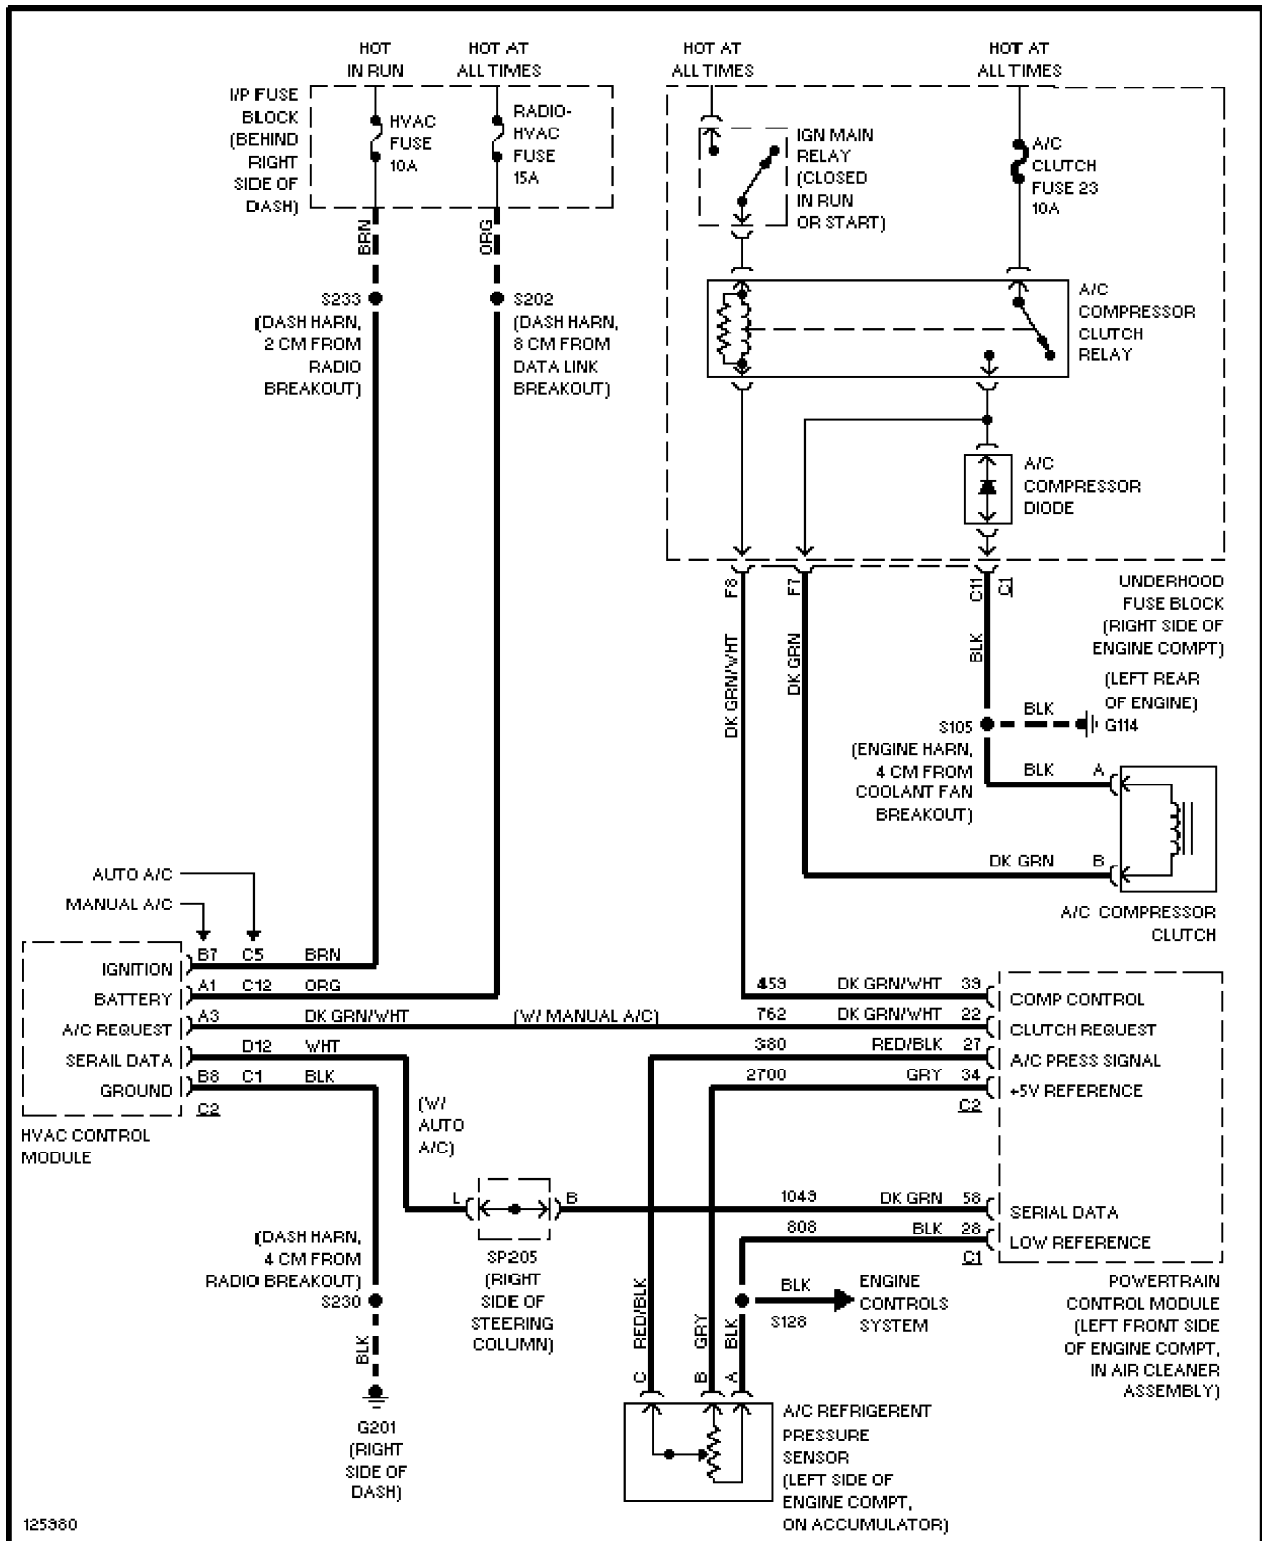 HOT
IN RUN
HOT AT
ALL TIMES
HOT AT
ALL TIMES
HOT AT
ALL TIMES
I/P FUSE
BLOCK
(BEHIND
RIGHT
SIDE OF
DASH)
HVAC
FUSE
10A
RADIO-
HVAC
FUSE
15A
IGN MAIN
RELAY
(CLOSED
IN RUN
OR START)
A/C
CLUTCH
FUSE 23
10A
BRN
ORG
S233
(DASH HARN,
2 CM FROM
RADIO
BREAKOUT)
S202
(DASH HARN,
8 CM FROM
DATA LINK
BREAKOUT)
A/C
COMPRESSOR
CLUTCH
RELAY
A/C
COMPRESSOR
DIODE
F8
F7
C11
C1
UNDERHOOD
FUSE BLOCK
(RIGHT SIDE OF
ENGINE COMPT)
DK GRN/WHT
DK GRN
BLK
(LEFT REAR
OF ENGINE)
G114
BLK
S105
(ENGINE HARN,
4 CM FROM
COOLANT FAN
BREAKOUT)
BLK A
DK GRN B
A/C COMPRESSOR
CLUTCH
AUTO A/C
MANUAL A/C
IGNITION B7 C5 BRN
BATTERY A1 C12 ORG
A/C REQUEST A3 DK GRN/WHT (W/ MANUAL A/C)
SERAIL DATA D12 WHT
GROUND B8 C1 BLK
C2
HVAC CONTROL
MODULE
(W/
AUTO
A/C)
459 DK GRN/WHT 39 COMP CONTROL
762 DK GRN/WHT 22 CLUTCH REQUEST
380 RED/BLK 27 A/C PRESS SIGNAL
2700 GRY 34 +5V REFERENCE
C2
1049 DK GRN 58 SERIAL DATA
808 BLK 28 LOW REFERENCE
C1
POWERTRAIN
CONTROL MODULE
(LEFT FRONT SIDE
OF ENGINE COMPT,
IN AIR CLEANER
ASSEMBLY)
L
B
SP205
(RIGHT
SIDE OF
STEERING
COLUMN)
(DASH HARN,
4 CM FROM
RADIO BREAKOUT)
S230
BLK
G201
(RIGHT
SIDE OF
DASH)
BLK
S128
ENGINE
CONTROLS
SYSTEM
RED/BLK
GRY
BLK
C
B
A
A/C REFRIGERENT
PRESSURE
SENSOR
(LEFT SIDE OF
ENGINE COMPT,
ON ACCUMULATOR)
125980